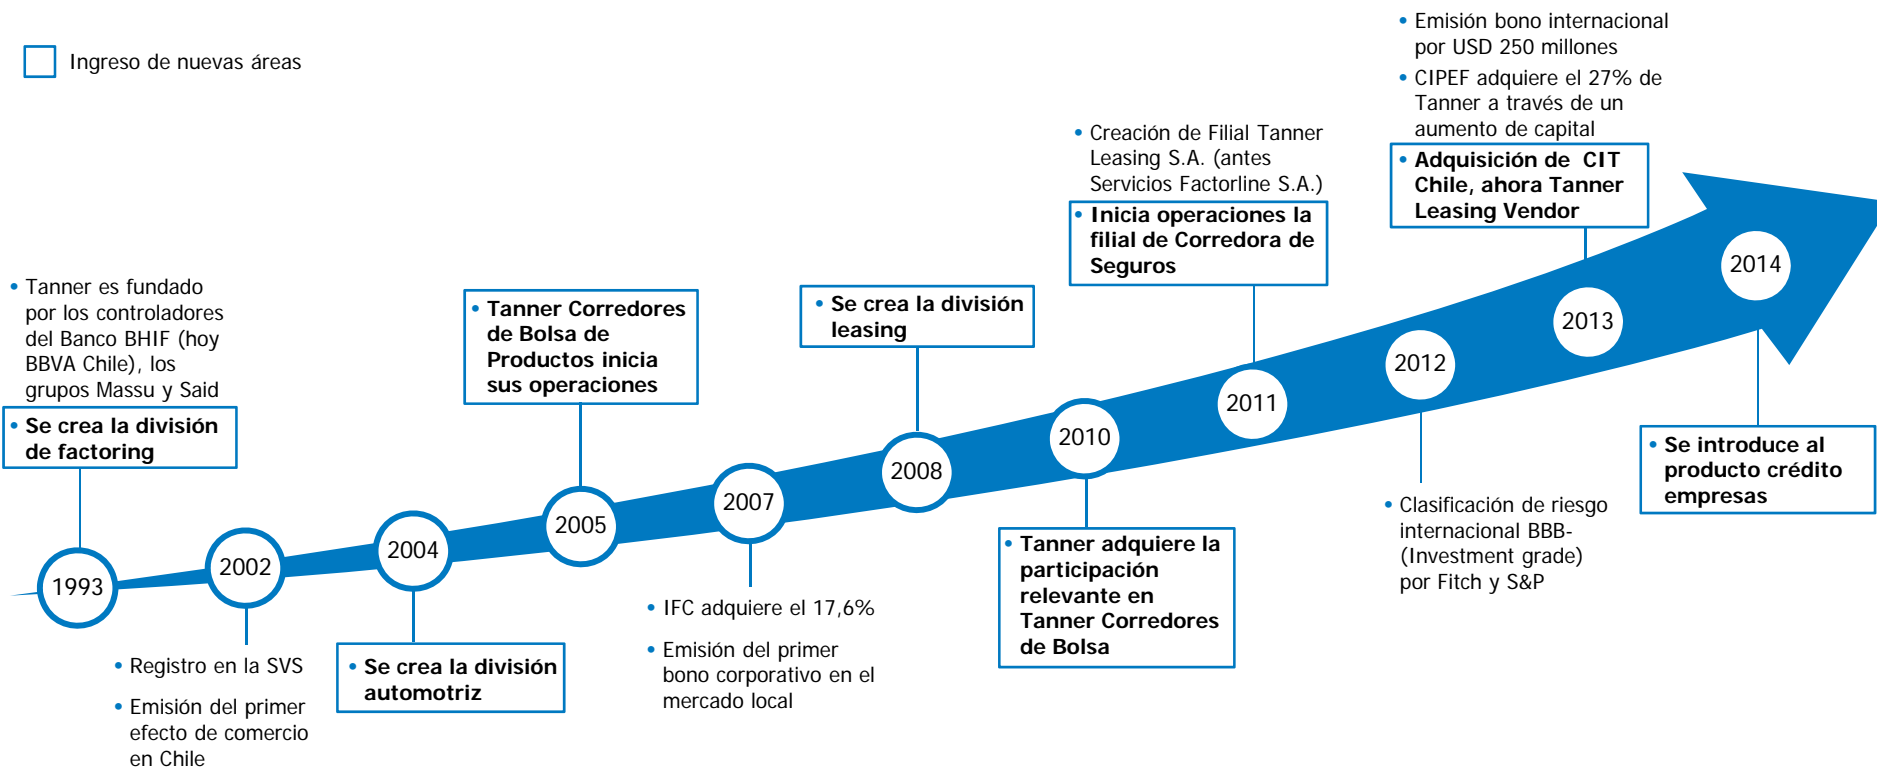 Ingreso de nuevas áreas
• Tanner es fundado
por los controladores
del Banco BHIF (hoy
BBVA Chile), los
grupos Massu y Said
• Se crea la división
de factoring
1993
2002
• Registro en la SVS
• Emisión del primer
efecto de comercio
en Chile
2004
• Se crea la división
automotriz
• Tanner Corredores
de Bolsa de
Productos inicia
sus operaciones
2005
2007
• IFC adquiere el 17,6%
• Emisión del primer
bono corporativo en el
mercado local
• Se crea la división
leasing
2008
2010
• Tanner adquiere la
participación
relevante en
Tanner Corredores
de Bolsa
• Creación de Filial Tanner
Leasing S.A. (antes
Servicios Factorline S.A.)
• Inicia operaciones la
filial de Corredora de
Seguros
2011
2012
• Clasificación de riesgo
internacional BBB-
(Investment grade)
por Fitch y S&P
• Emisión bono internacional
por USD 250 millones
• CIPEF adquiere el 27% de
Tanner a través de un
aumento de capital
• Adquisición de CIT
Chile, ahora Tanner
Leasing Vendor
2013
2014
• Se introduce al
producto crédito
empresas